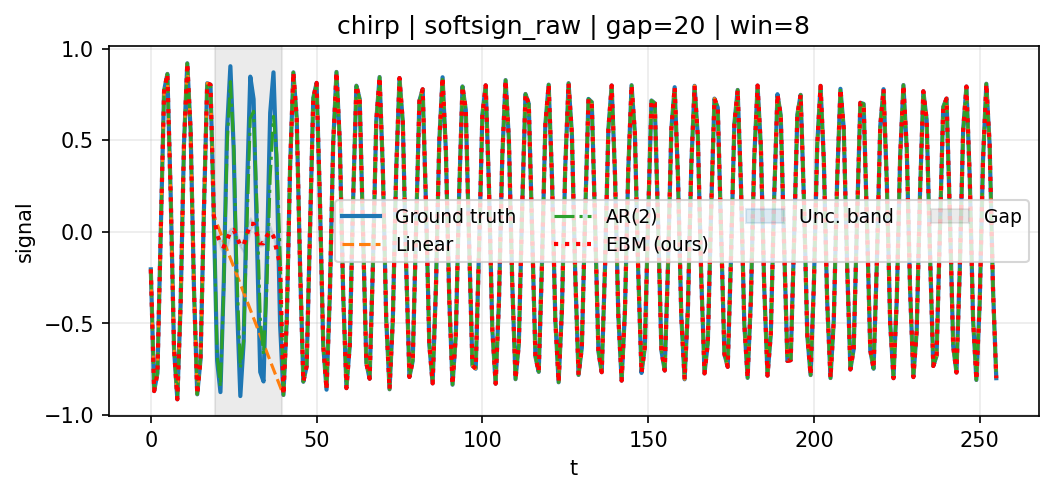 chirp | softsign_raw | gap=20 | win=8
1.0
0.5
0.0
−0.5
−1.0
signal
Ground truth
Linear
AR(2)
EBM (ours)
Unc. band
Gap
0 50 100 150 200 250
t